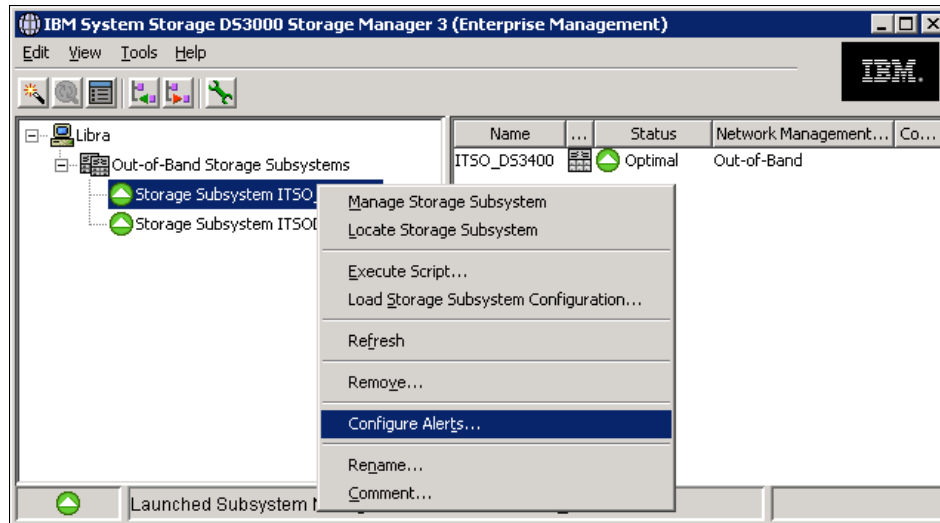 IBM System Storage DS3000 Storage Manager 3 (Enterprise Management)
Edit View Tools Help
IBM.
Libra
Out-of-Band Storage Subsystems
Storage Subsystem ITSO_
Storage Subsystem ITSO
Name ... Status Network Management... Co...
ITSO_DS3400 Optimal Out-of-Band
Manage Storage Subsystem
Locate Storage Subsystem
Execute Script...
Load Storage Subsystem Configuration...
Refresh
Remove...
Configure Alerts...
Rename...
Comment...
Launched Subsystem